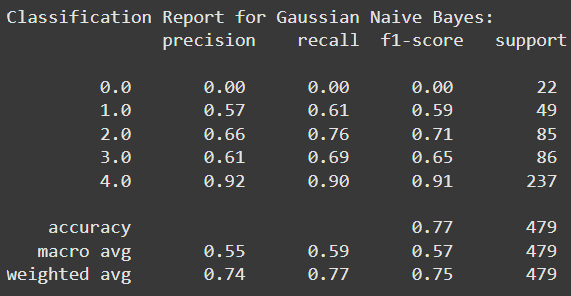 Classification Report for Gaussian Naive Bayes:
precision recall f1-score support
0.0 0.00 0.00 0.00 22
1.0 0.57 0.61 0.59 49
2.0 0.66 0.76 0.71 85
3.0 0.61 0.69 0.65 86
4.0 0.92 0.90 0.91 237
accuracy 0.77 479
macro avg 0.55 0.59 0.57 479
weighted avg 0.74 0.77 0.75 479